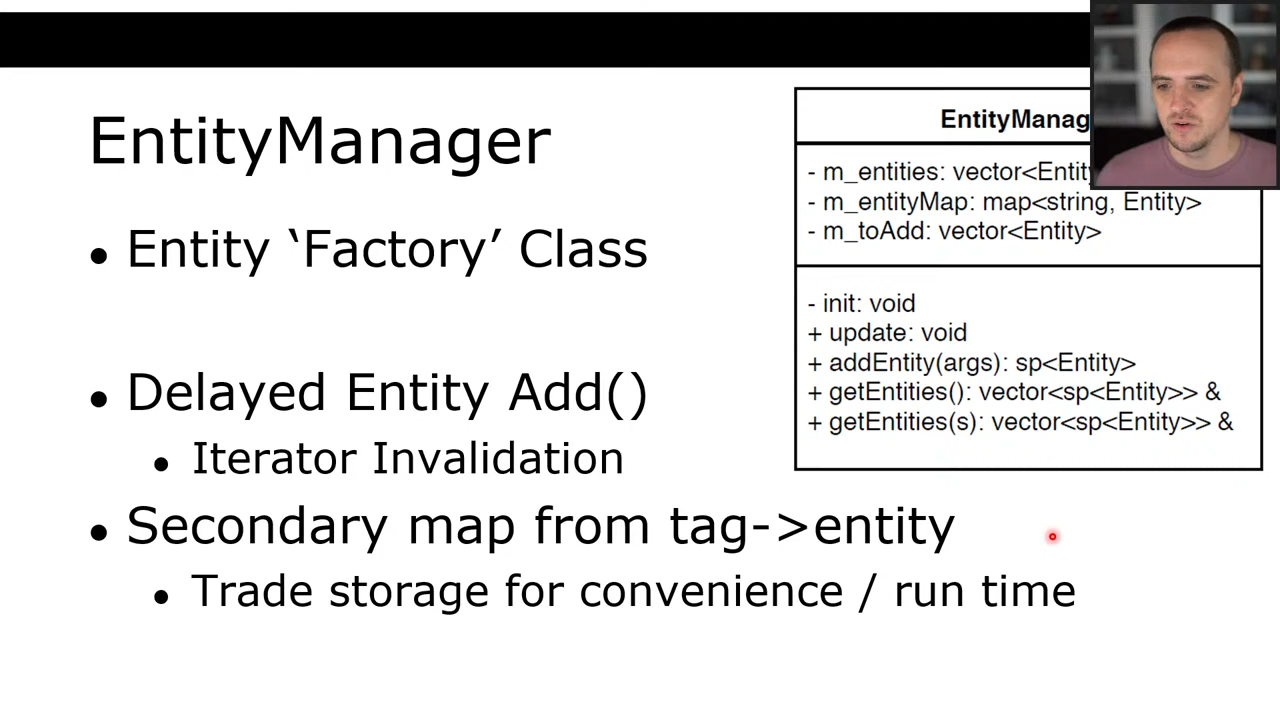 EntityManager
• Entity ‘Factory’ Class
• Delayed Entity Add()
• Iterator Invalidation
• Secondary map from tag->entity
• Trade storage for convenience / run time
EntityManag
- m_entities: vector<Entity
- m_entityMap: map<string, Entity>
- m_toAdd: vector<Entity>
- init: void
+ update: void
+ addEntity(args): sp<Entity>
+ getEntities(): vector<sp<Entity>> &
+ getEntities(s): vector<sp<Entity>> &